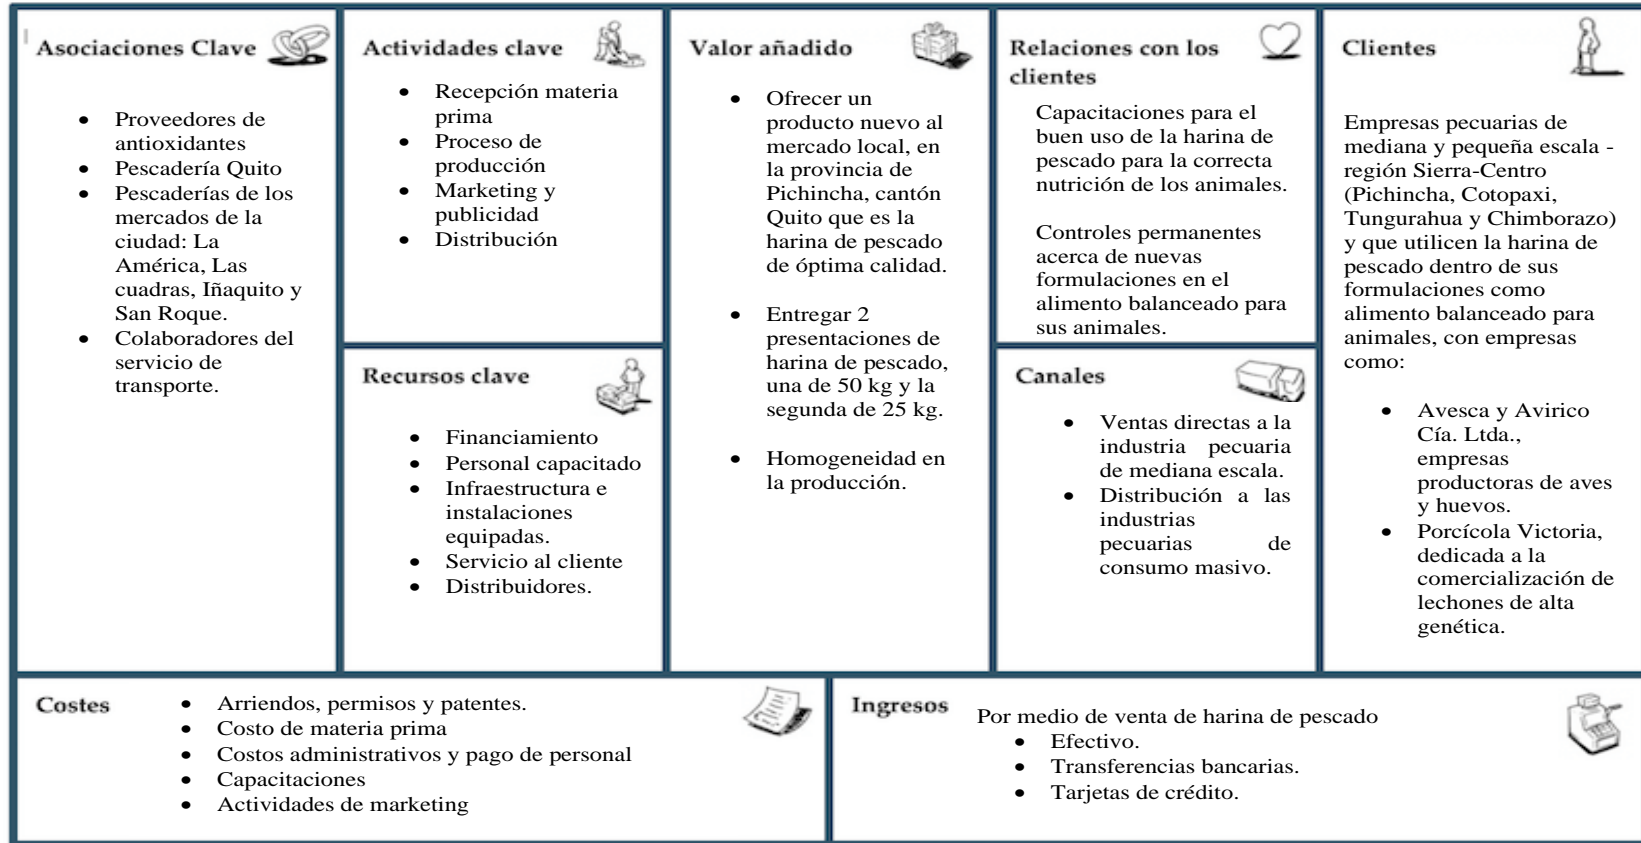 Asociaciones Clave
Proveedores de
antioxidantes
Pescadería Quito
Pescaderías de los
mercados de la
ciudad: La
América, Las
cuadras, Iñaquito y
San Roque.
Colaboradores del
servicio de
transporte.
Actividades clave
Recepción materia
prima
Proceso de
producción
Marketing y
publicidad
Distribución
Recursos clave
Financiamiento
Personal capacitado
Infraestructura e
instalaciones
equipadas.
Servicio al cliente
Distribuidores.
Valor añadido
Ofrecer un
producto nuevo al
mercado local, en
la provincia de
Pichincha, cantón
Quito que es la
harina de pescado
de óptima calidad.
Entregar 2
presentaciones de
harina de pescado,
una de 50 kg y la
segunda de 25 kg.
Homogeneidad en
la producción.
Relaciones con los
clientes
Capacitaciones para el
buen uso de la harina de
pescado para la correcta
nutrición de los animales.
Controles permanentes
acerca de nuevas
formulaciones en el
alimento balanceado para
sus animales.
Canales
Ventas directas a la
industria pecuaria
de mediana escala.
Distribución a las
industrias
pecuarias de
consumo masivo.
Clientes
Empresas pecuarias de
mediana y pequeña escala -
región Sierra-Centro
(Pichincha, Cotopaxi,
Tungurahua y Chimborazo)
y que utilicen la harina de
pescado dentro de sus
formulaciones como
alimento balanceado para
animales, con empresas
como:
Avesca y Avirico
Cía. Ltda.,
empresas
productoras de aves
y huevos.
Porcícola Victoria,
dedicada a la
comercialización de
lechones de alta
genética.
Costes
Arriendos, permisos y patentes.
Costo de materia prima
Costos administrativos y pago de personal
Capacitaciones
Actividades de marketing
Ingresos
Por medio de venta de harina de pescado
Efectivo.
Transferencias bancarias.
Tarjetas de crédito.